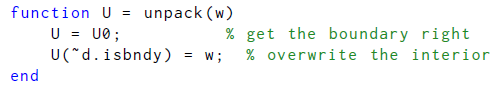 function U = unpack(w)
    U = U0;            % get the boundary right
    U(~d.isbndy) = w;  % overwrite the interior
end